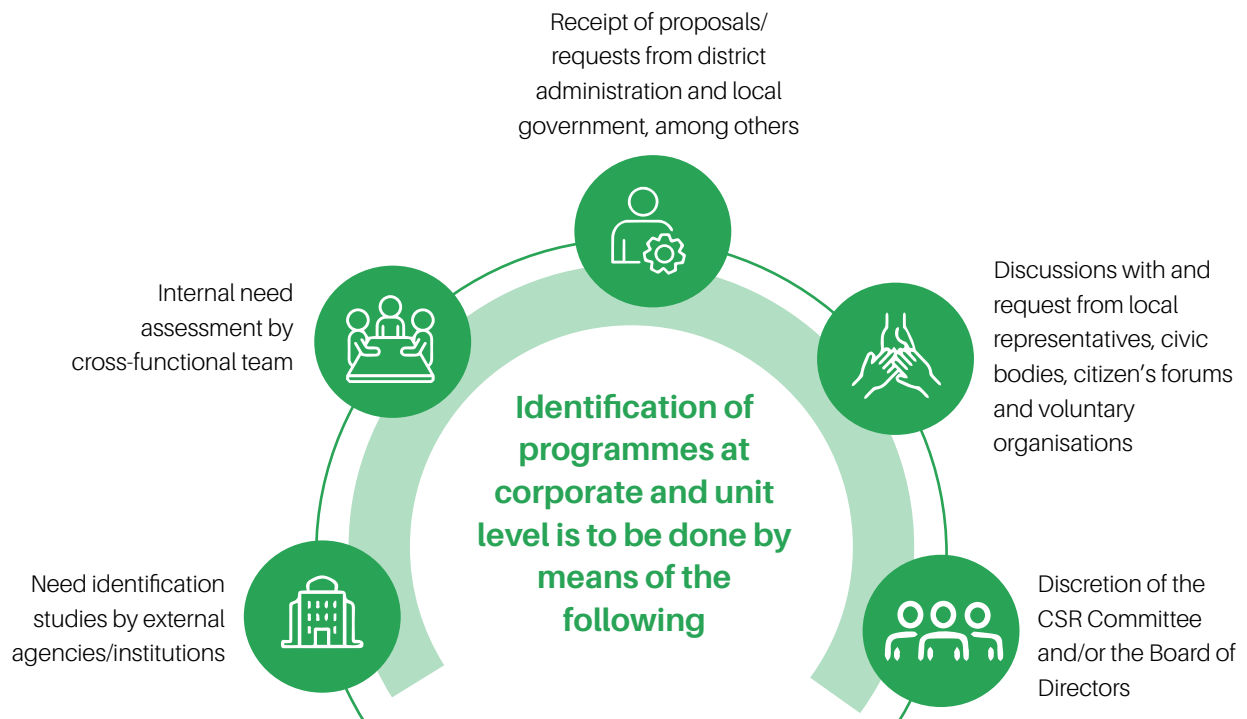 Receipt of proposals/
requests from district
administration and local
government, among others
Internal need
assessment by
cross-functional team
Discussions with and
request from local
representatives, civic
bodies, citizen’s forums
and voluntary
organisations
Identification of
programmes at
corporate and unit
level is to be done by
means of the
following
Need identification
studies by external
agencies/institutions
Discretion of the
CSR Committee
and/or the Board of
Directors